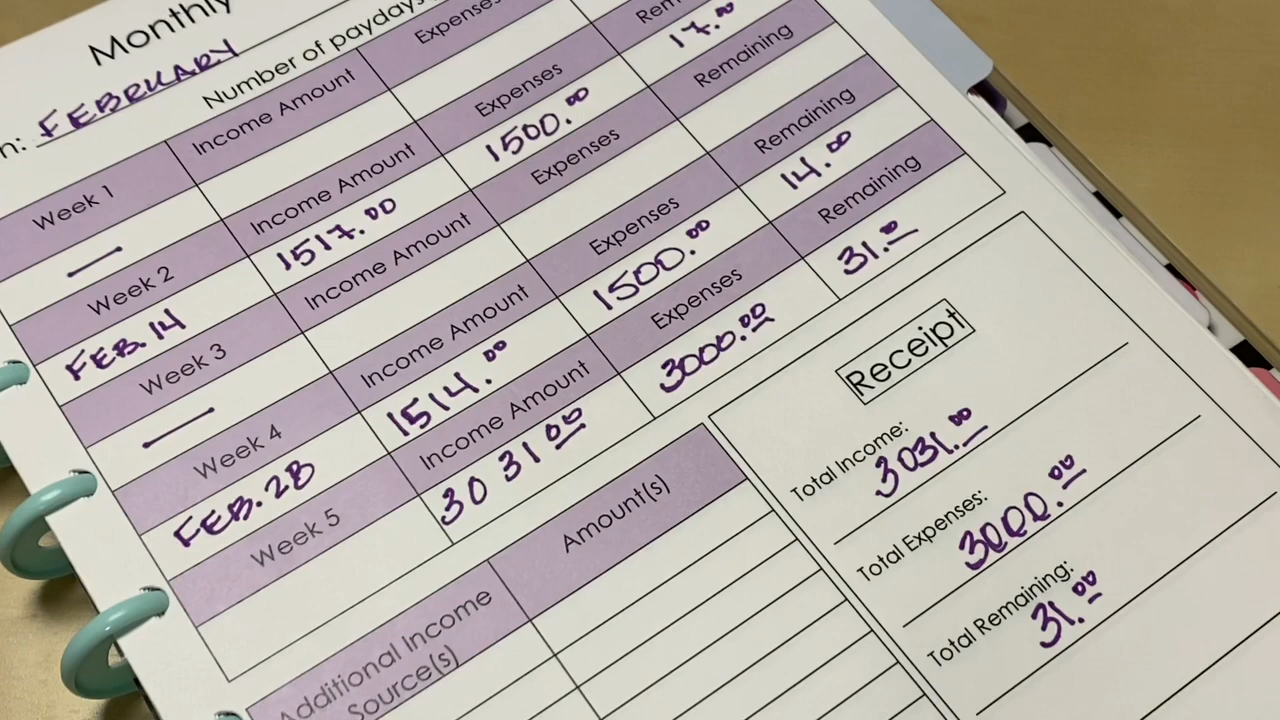 Monthly
n: FEBRUARY
Number of paydays
Week 1 Income Amount Expenses Rem
— 17.00
Week 2 Income Amount Expenses Remaining
FEB. 14 1517.00 1500.00
Week 3 Income Amount Expenses Remaining
— 14.00
Week 4 Income Amount Expenses Remaining
FEB. 28 1514.00 1500.00 31.00
Week 5 Income Amount Expenses
3031 00 3000.00
Additional Income Source(s) Amount(s)
Receipt
Total Income: 3031.00
Total Expenses: 3000.00
Total Remaining: 31.00